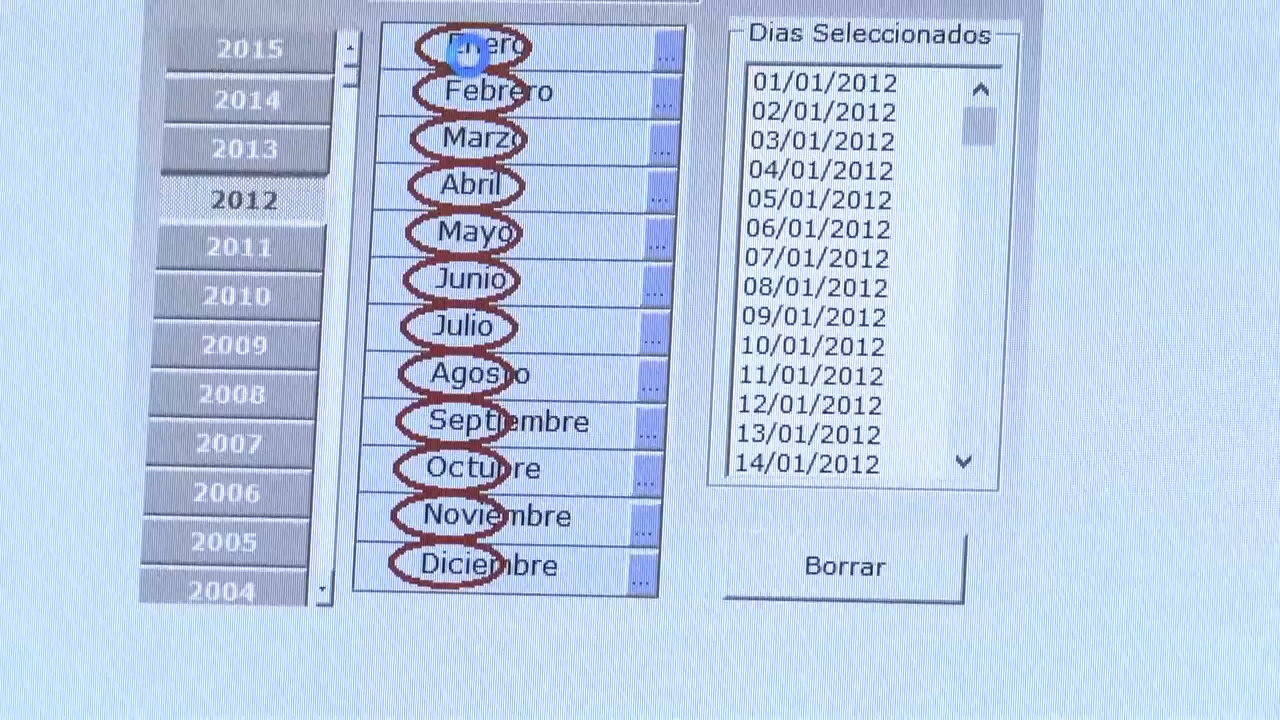 2015
2014
2013
2012
2011
2010
2009
2008
2007
2006
2005
2004
Enero
Febrero
Marzo
Abril
Mayo
Junio
Julio
Agosto
Septiembre
Octubre
Noviembre
Diciembre
Dias Seleccionados
01/01/2012
02/01/2012
03/01/2012
04/01/2012
05/01/2012
06/01/2012
07/01/2012
08/01/2012
09/01/2012
10/01/2012
11/01/2012
12/01/2012
13/01/2012
14/01/2012
Borrar